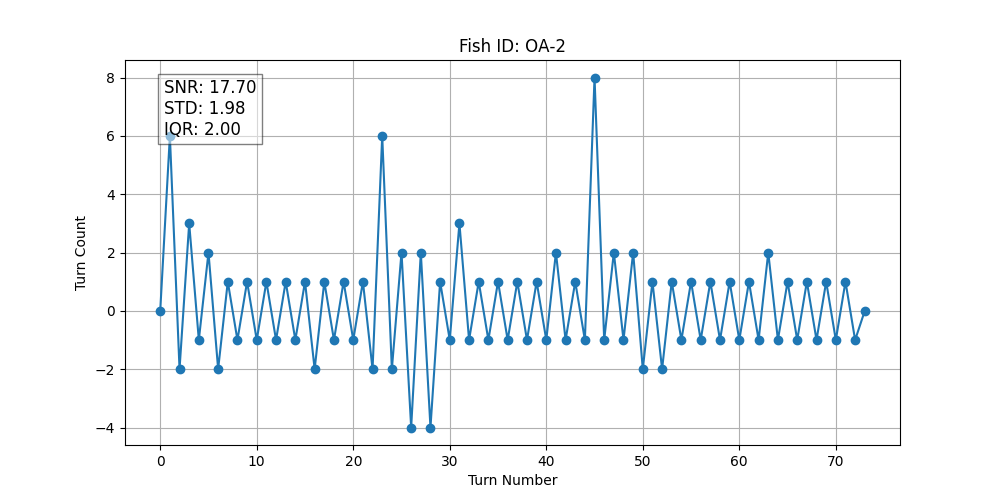 Fish ID: OA-2
SNR: 17.70
STD: 1.98
IQR: 2.00
Turn Count
8
6
4
2
0
−2
−4
0 10 20 30 40 50 60 70
Turn Number